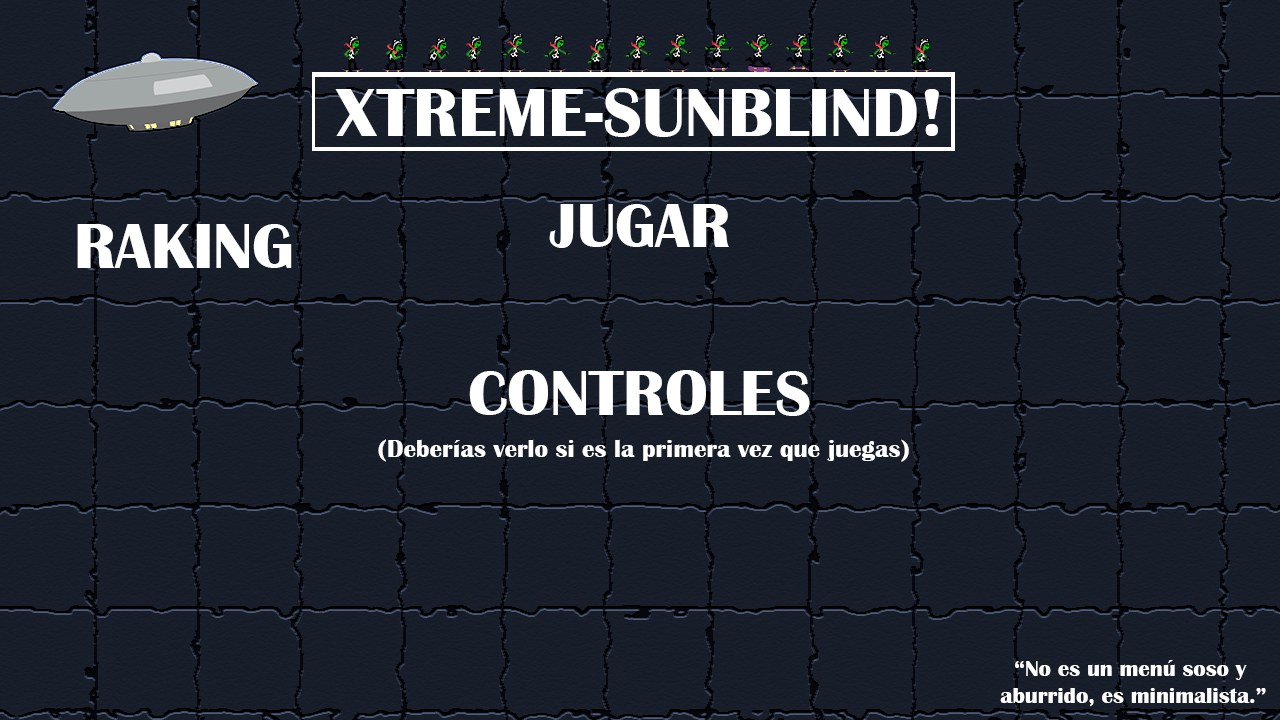 XTREME-SUNBLIND!
JUGAR
RAKING
CONTROLES
(Deberías verlo si es la primera vez que juegas)
“No es un menú soso y
aburrido, es minimalista.”